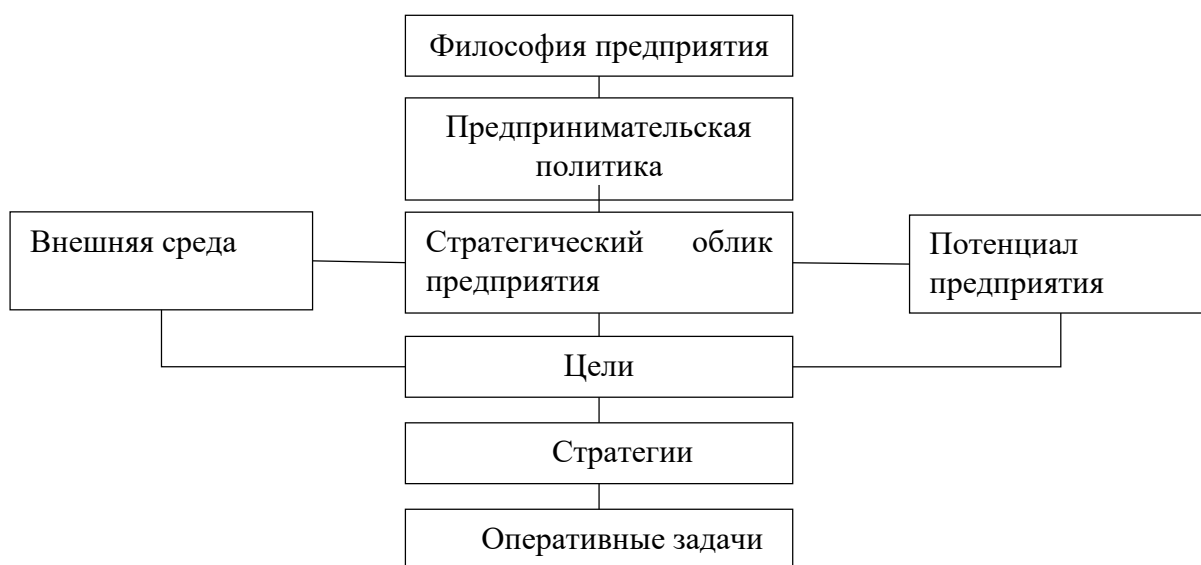 Философия предприятия
Предпринимательская
политика
Внешняя среда
Стратегический облик
предприятия
Потенциал
предприятия
Цели
Стратегии
Оперативные задачи